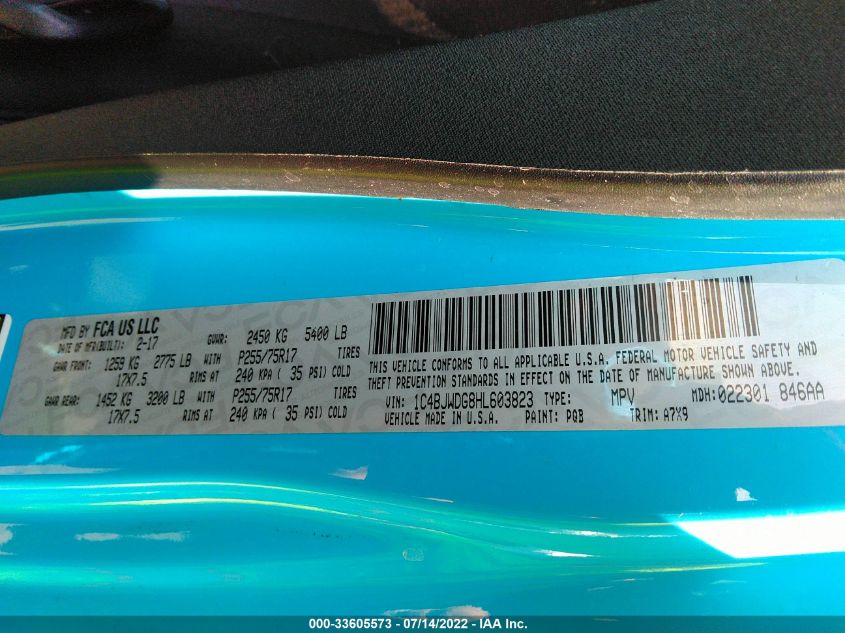 MFD BY FCA US LLC
DATE OF MFR(BUILT): 2-17 GVWR: 2450 KG 5400 LB
GAWR FRONT: 1259 KG 2775 LB WITH P255/75R17 TIRES
17X7.5 RIMS AT 240 KPA ( 35 PSI) COLD
GAWR REAR: 1452 KG 3200 LB WITH P255/75R17 TIRES
17X7.5 RIMS AT 240 KPA ( 35 PSI) COLD
THIS VEHICLE CONFORMS TO ALL APPLICABLE U.S.A. FEDERAL MOTOR VEHICLE SAFETY AND
THEFT PREVENTION STANDARDS IN EFFECT ON THE DATE OF MANUFACTURE SHOWN ABOVE.
VIN: 1C4BJWDG8HL603823 TYPE: MPV MDH:022301 846AA
VEHICLE MADE IN U.S.A. PAINT: PQB TRIM: A7X9
000-33605573 - 07/14/2022 - IAA Inc.